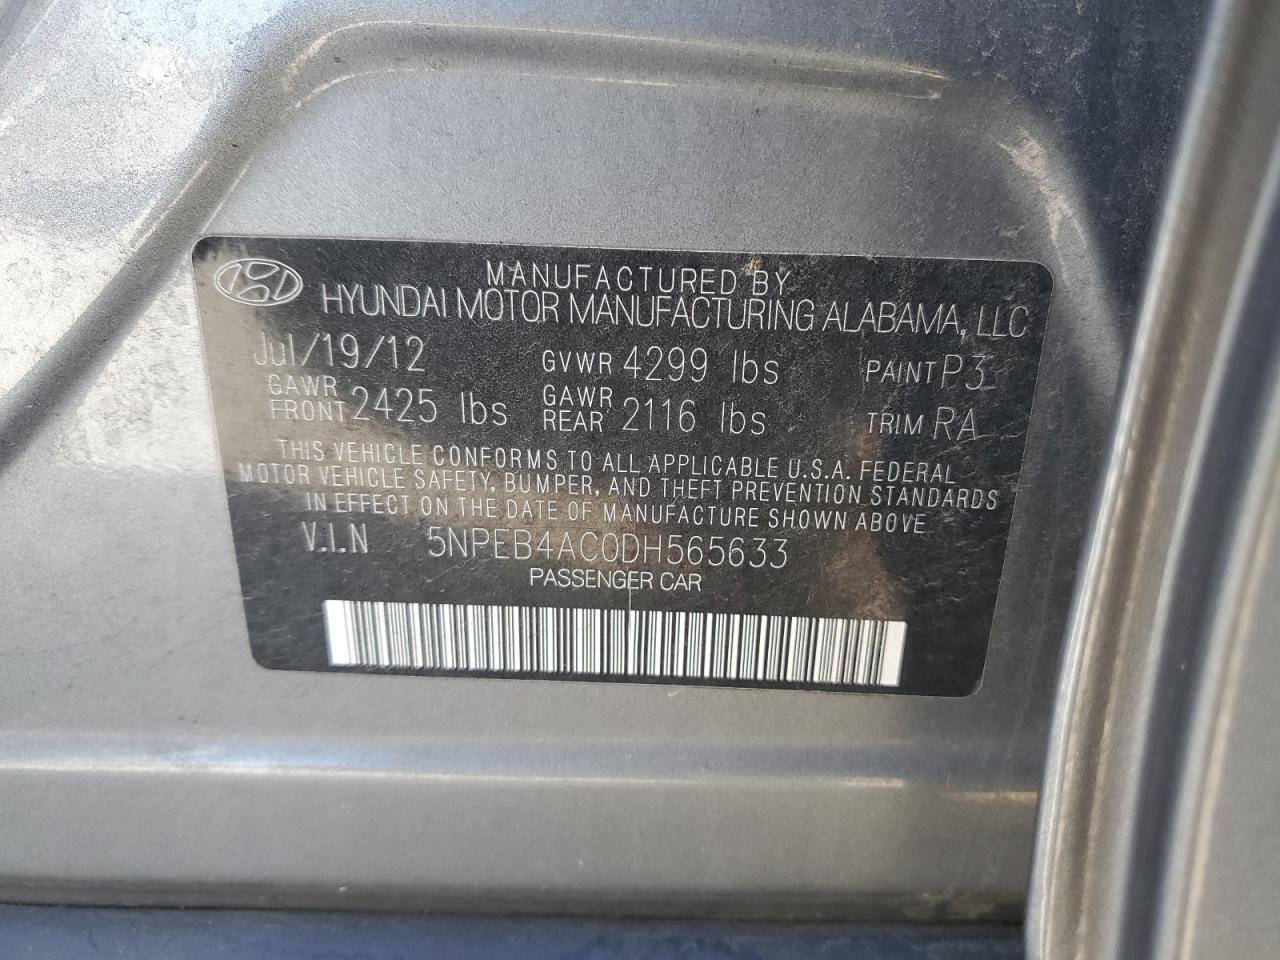 MANUFACTURED BY
HYUNDAI MOTOR MANUFACTURING ALABAMA, LLC
Jul/19/12 GVWR 4299 lbs PAINT P3
GAWR FRONT 2425 lbs GAWR REAR 2116 lbs TRIM RA
THIS VEHICLE CONFORMS TO ALL APPLICABLE U.S.A. FEDERAL
MOTOR VEHICLE SAFETY, BUMPER, AND THEFT PREVENTION STANDARDS
IN EFFECT ON THE DATE OF MANUFACTURE SHOWN ABOVE
V.I.N 5NPEB4AC0DH565633
PASSENGER CAR